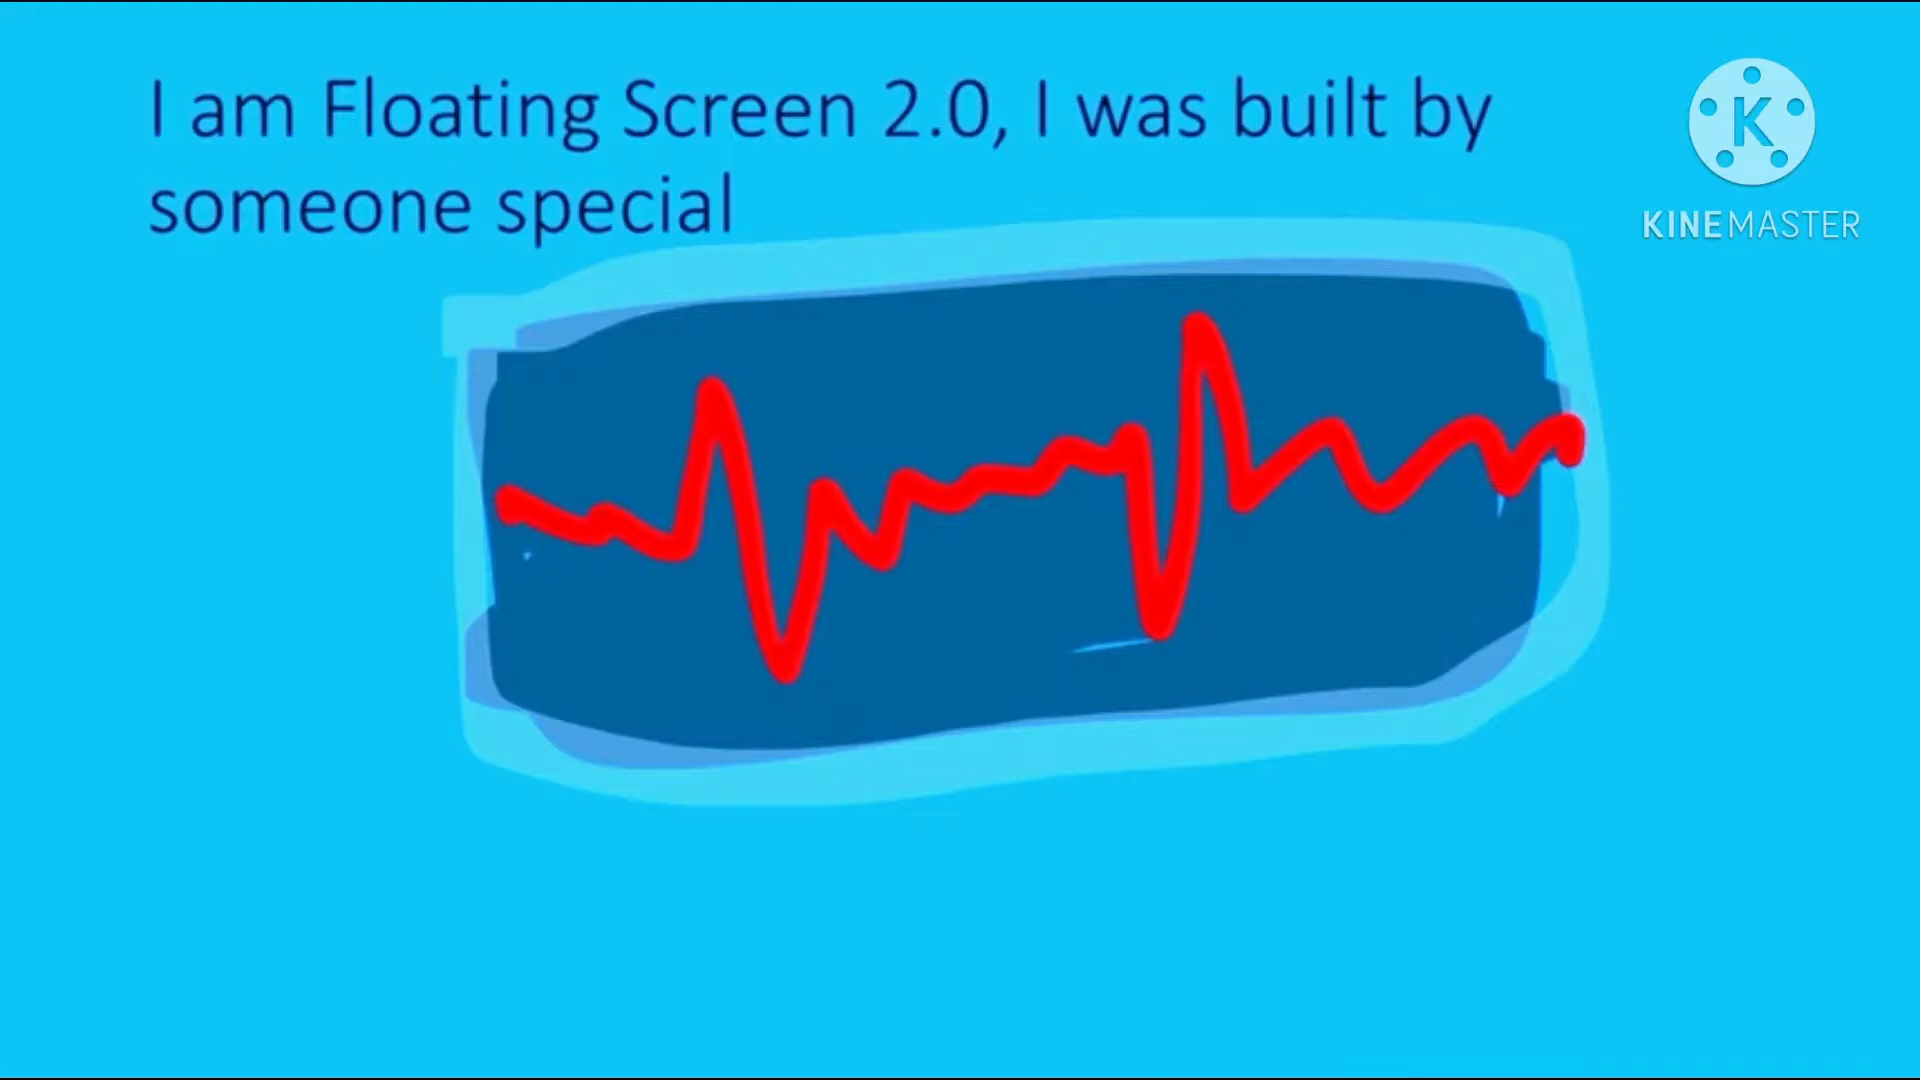 I am Floating Screen 2.0, I was built by
someone special
K
KINEMASTER